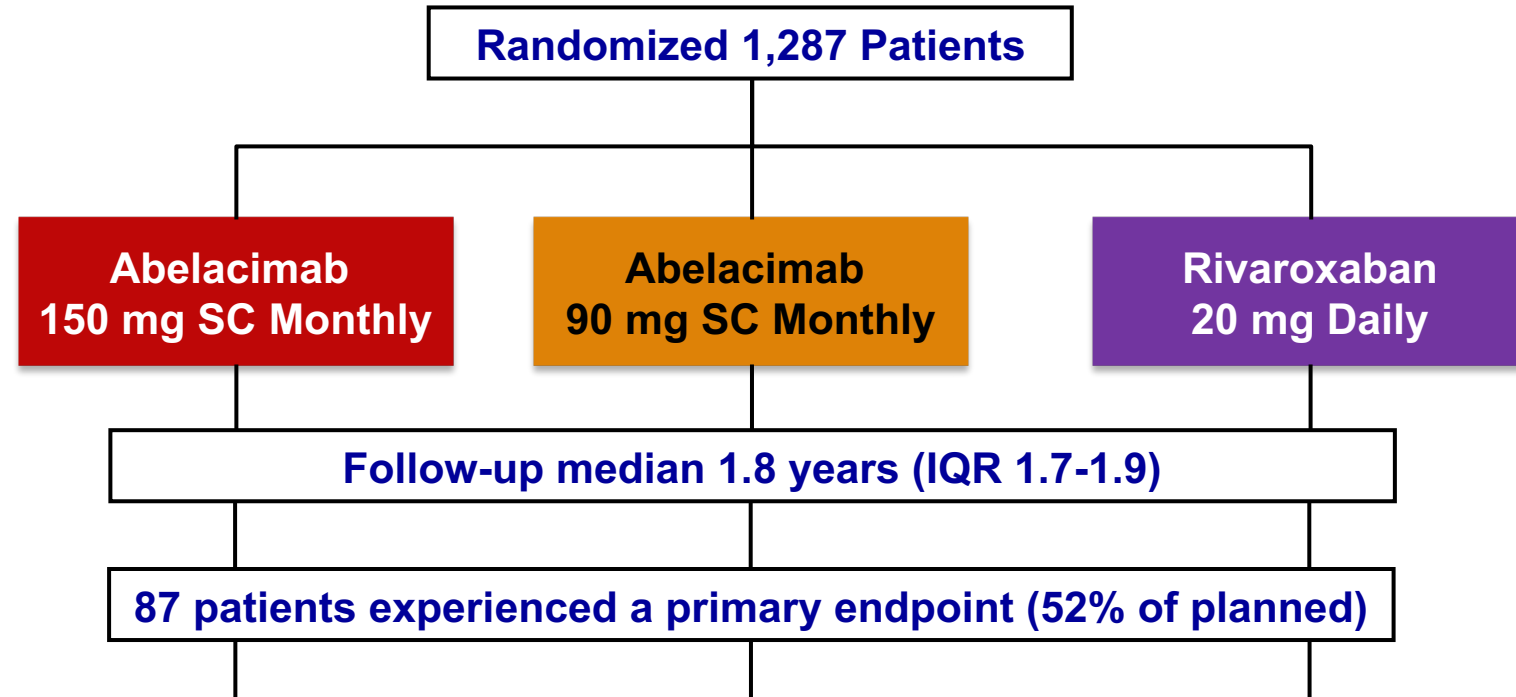 Randomized 1,287 Patients
Abelacimab
150 mg SC Monthly
Abelacimab
90 mg SC Monthly
Rivaroxaban
20 mg Daily
Follow-up median 1.8 years (IQR 1.7-1.9)
87 patients experienced a primary endpoint (52% of planned)